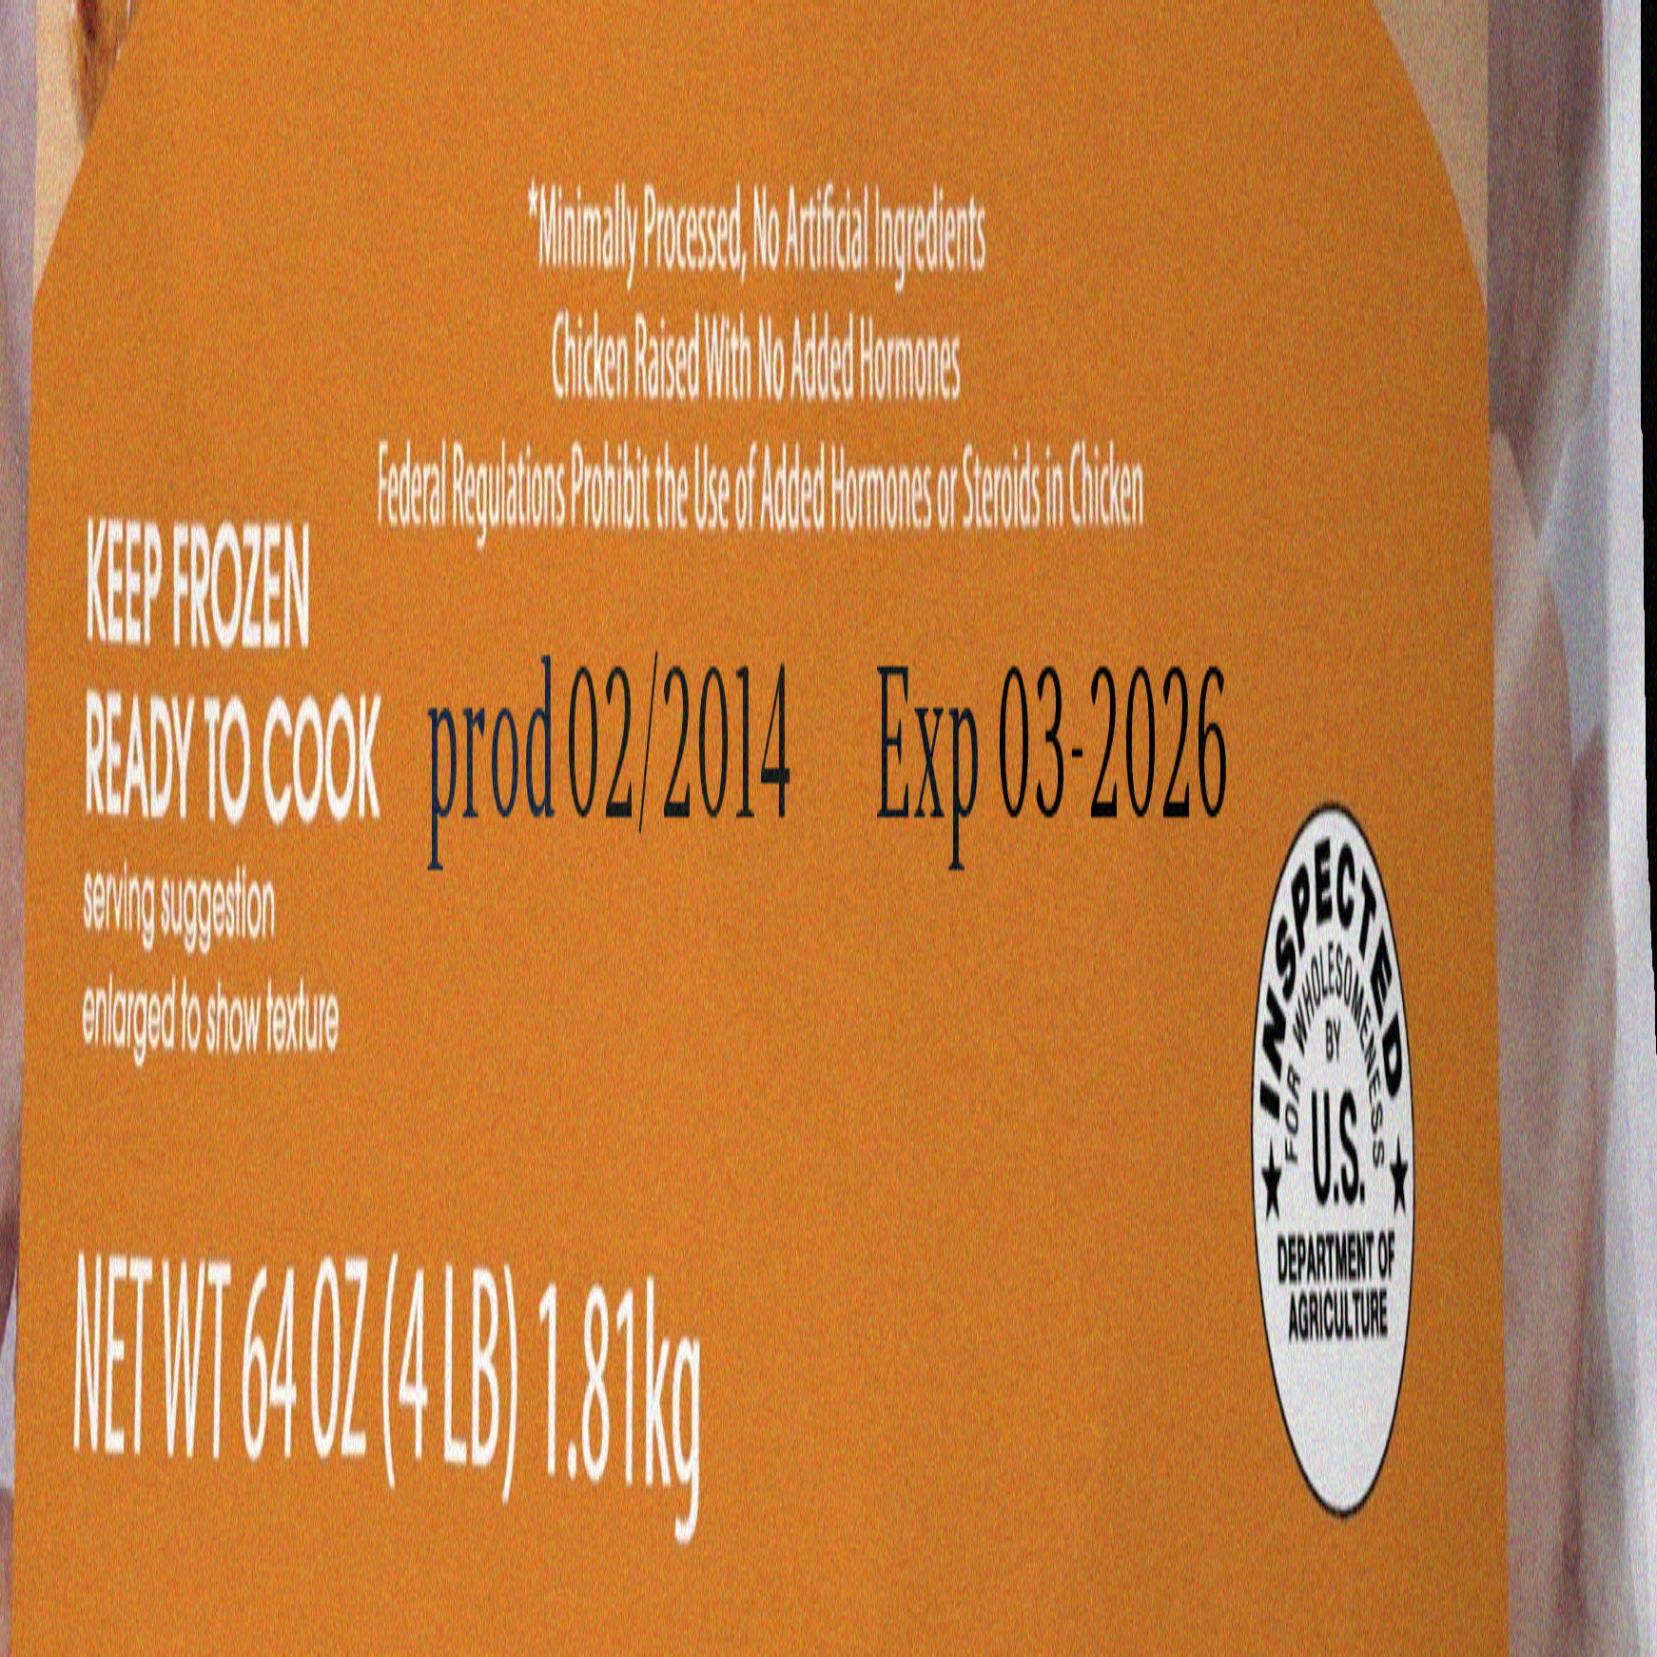 *Minimally Processed, No Artificial Ingredients
Chicken Raised With No Added Hormones
Federal Regulations Prohibit the Use of Added Hormones or Steroids in Chicken
KEEP FROZEN
READY TO COOK
prod 02/2014 Exp 03-2026
serving suggestion
enlarged to show texture
INSPECTED
FOR WHOLESOMENESS
BY
U.S.
DEPARTMENT OF
AGRICULTURE
NET WT 64 OZ (4 LB) 1.81kg